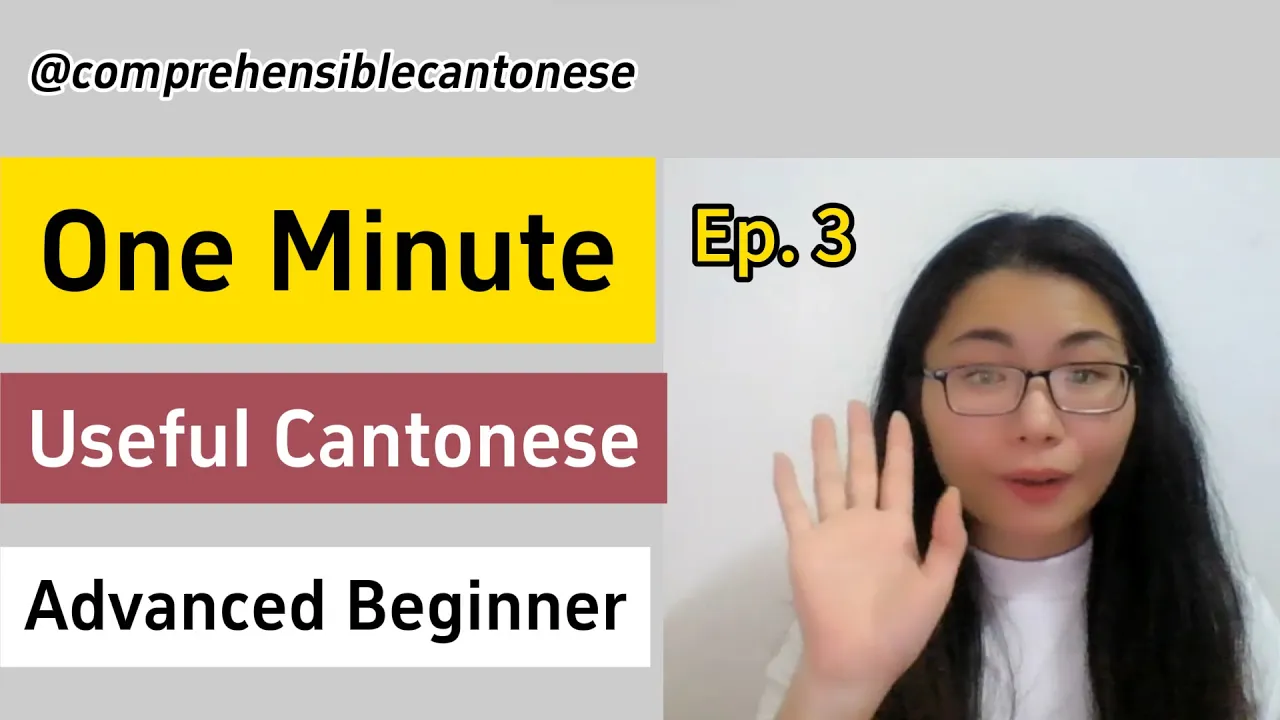 @comprehensiblecantonese
One Minute
Ep. 3
Useful Cantonese
Advanced Beginner